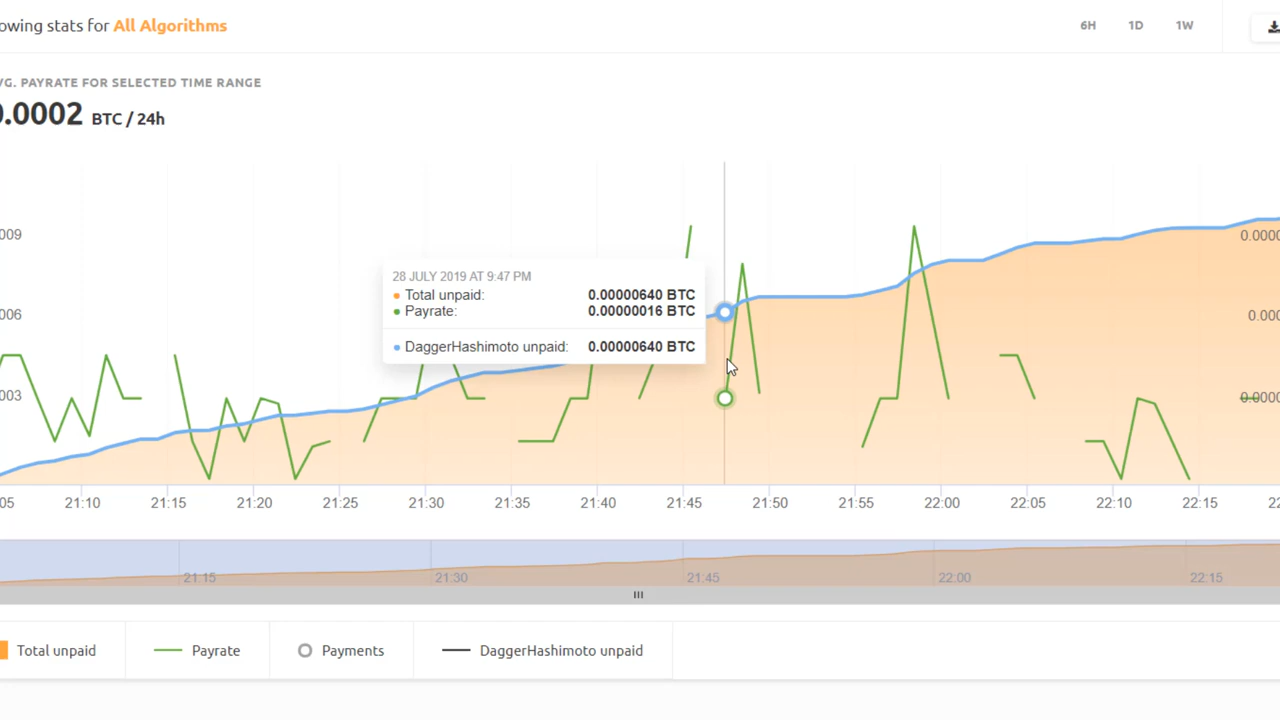 owing stats for All Algorithms
6H 1D 1W
VG. PAYRATE FOR SELECTED TIME RANGE
0.0002 BTC / 24h
28 JULY 2019 AT 9:47 PM
Total unpaid: 0.00000640 BTC
Payrate: 0.00000016 BTC
DaggerHashimoto unpaid: 0.00000640 BTC
009
006
003
0.0000
0.000
0.0000
05 21:10 21:15 21:20 21:25 21:30 21:35 21:40 21:45 21:50 21:55 22:00 22:05 22:10 22:15 22
21:15 21:30 21:45 22:00 22:15
Total unpaid Payrate Payments DaggerHashimoto unpaid